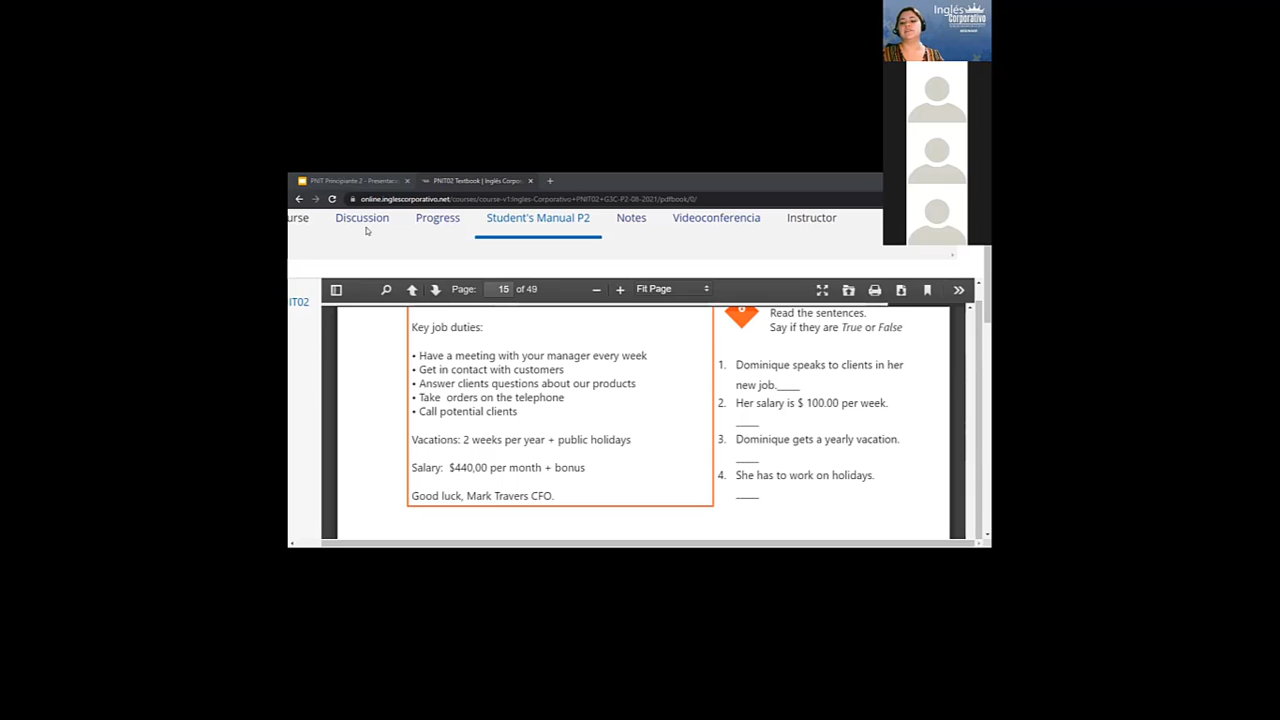 Inglés
Corporativo
PNIT Principiante 2 - Presentac
PNIT02 Textbook | Inglés Corpo
online.inglescorporativo.net/courses/course-v1:Ingles-Corporativo+PNIT02+G3C-P2-08-2021/pdfbook/0/
urse
Discussion
Progress
Student's Manual P2
Notes
Videoconferencia
Instructor
IT02
Page: 15 of 49
Fit Page
Key job duties:
• Have a meeting with your manager every week
• Get in contact with customers
• Answer clients questions about our products
• Take orders on the telephone
• Call potential clients
Vacations: 2 weeks per year + public holidays
Salary: $440,00 per month + bonus
Good luck, Mark Travers CFO.
Read the sentences.
Say if they are True or False
1. Dominique speaks to clients in her
new job.____
2. Her salary is $ 100.00 per week.
____
3. Dominique gets a yearly vacation.
____
4. She has to work on holidays.
____